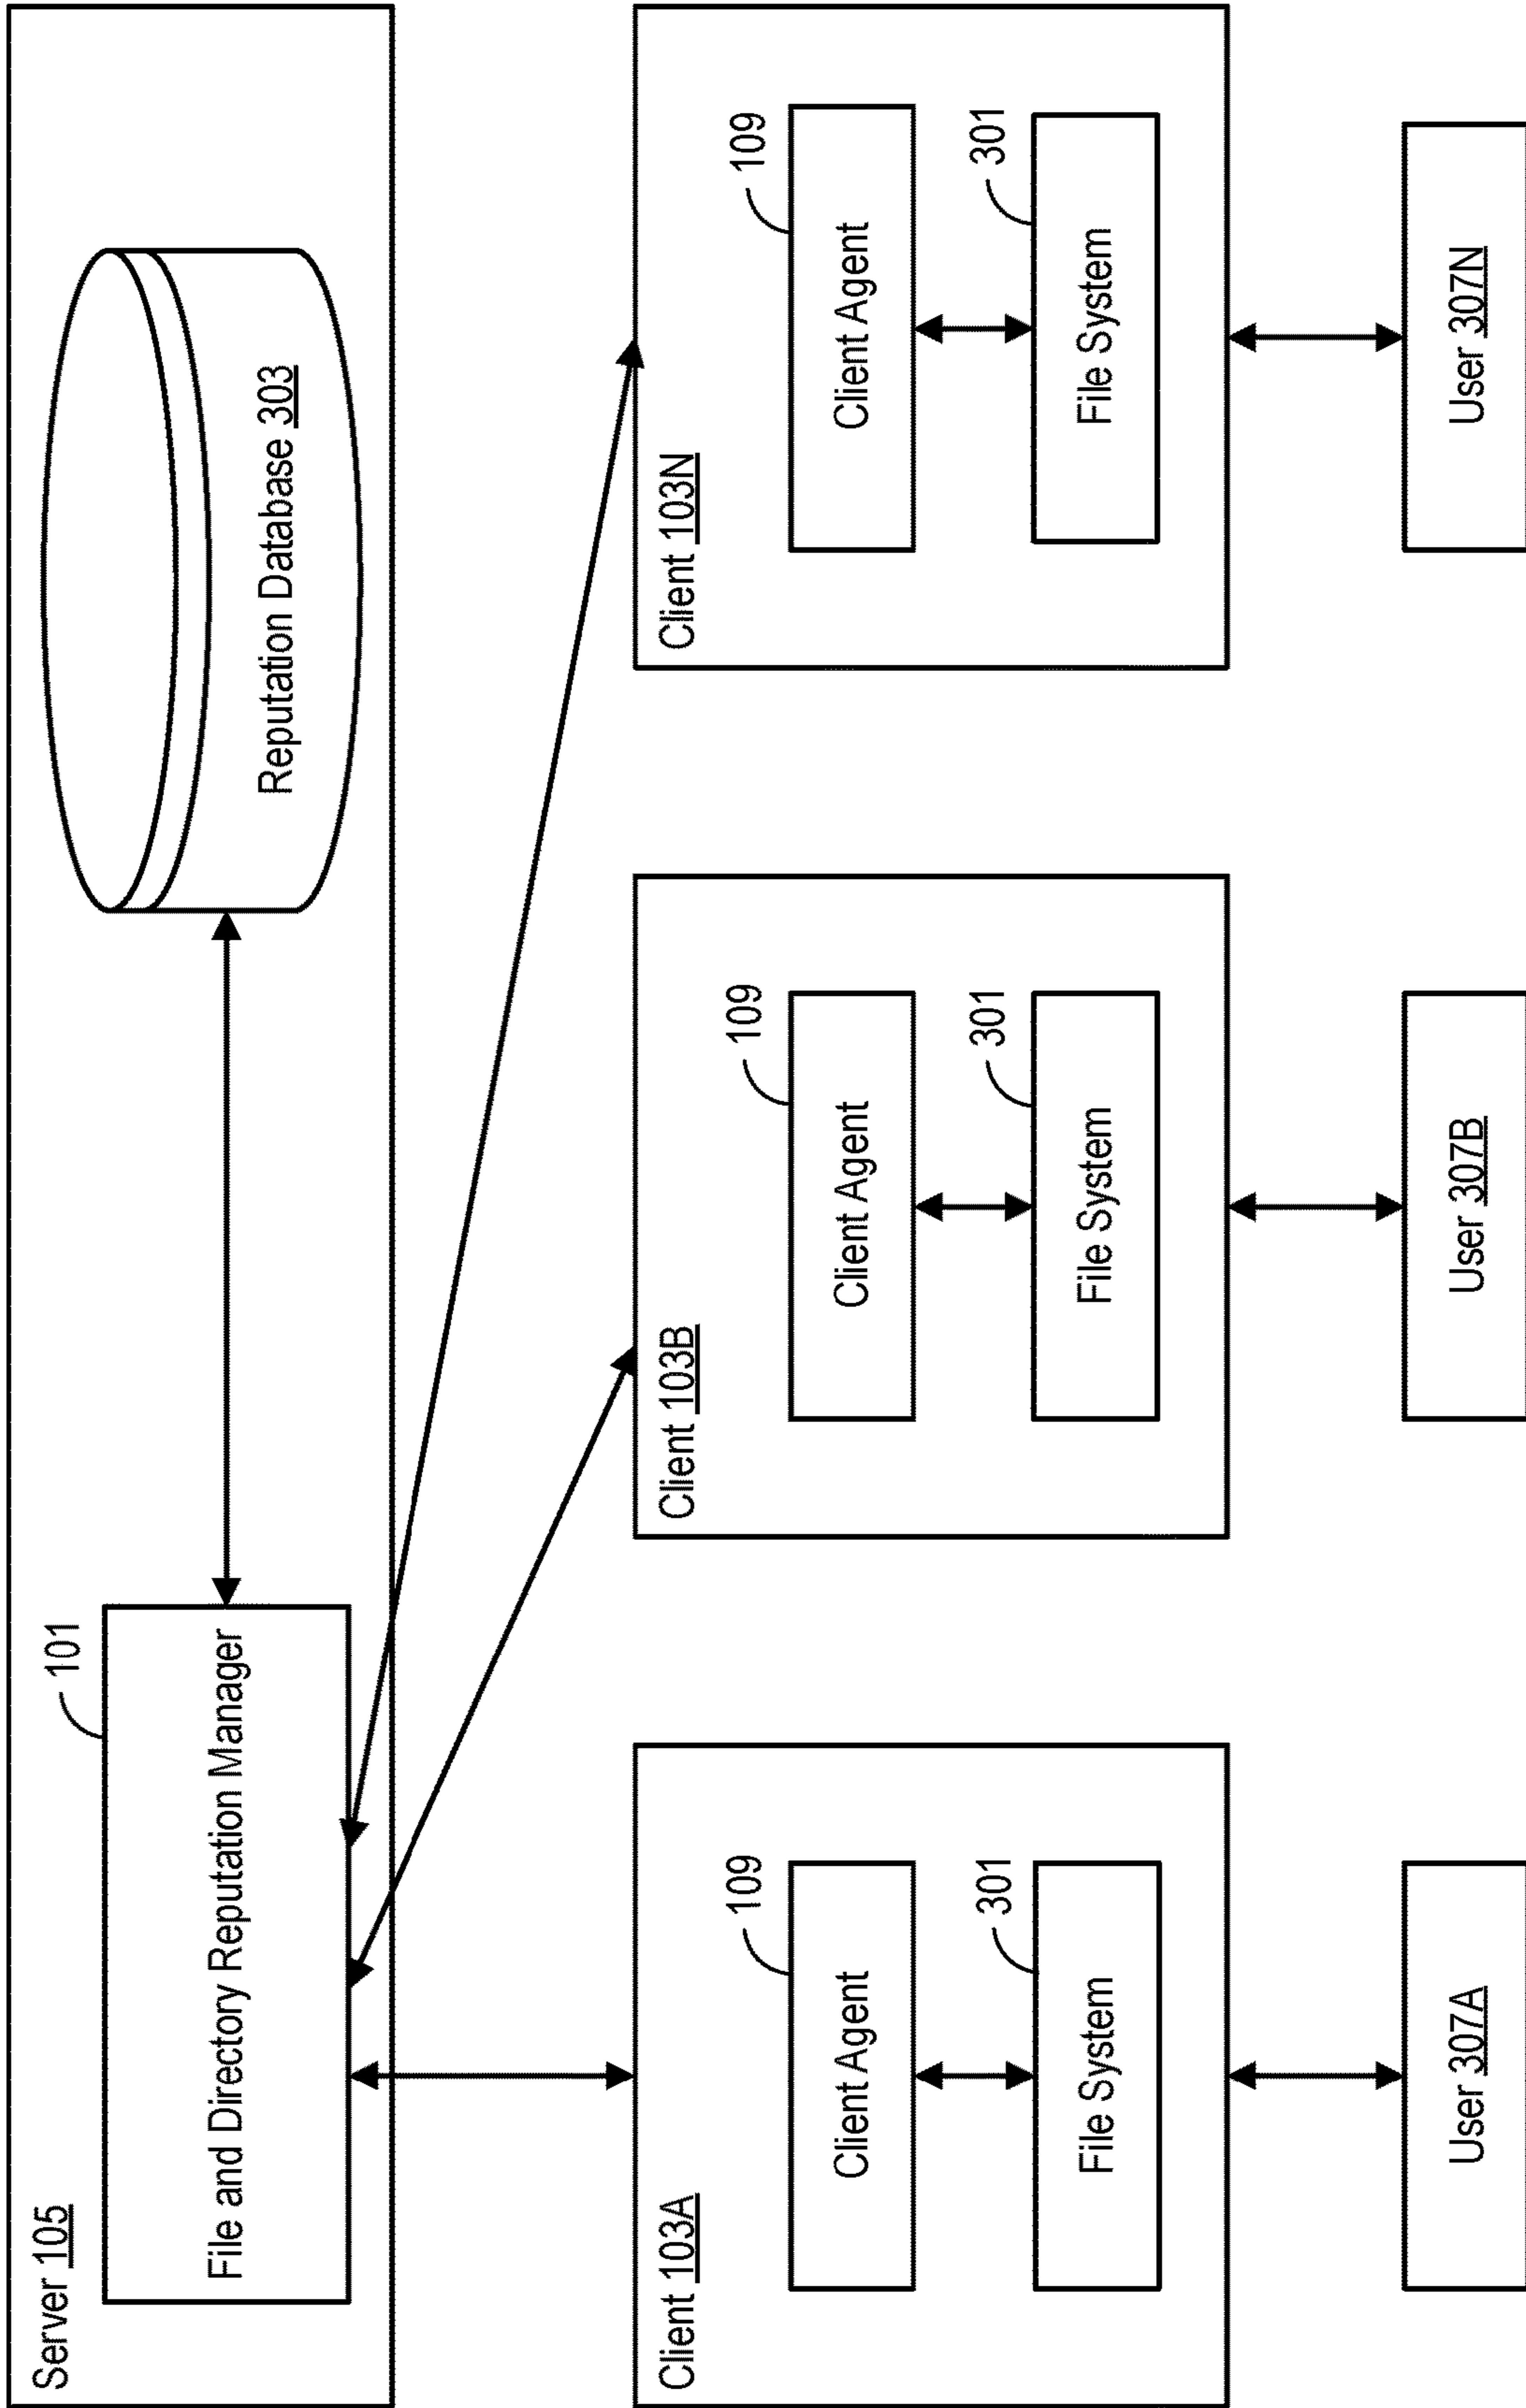 Server 105
101
File and Directory Reputation Manager
Reputation Database 303
Client 103A
109
Client Agent
301
File System
User 307A
Client 103B
109
Client Agent
301
File System
User 307B
Client 103N
109
Client Agent
301
File System
User 307N